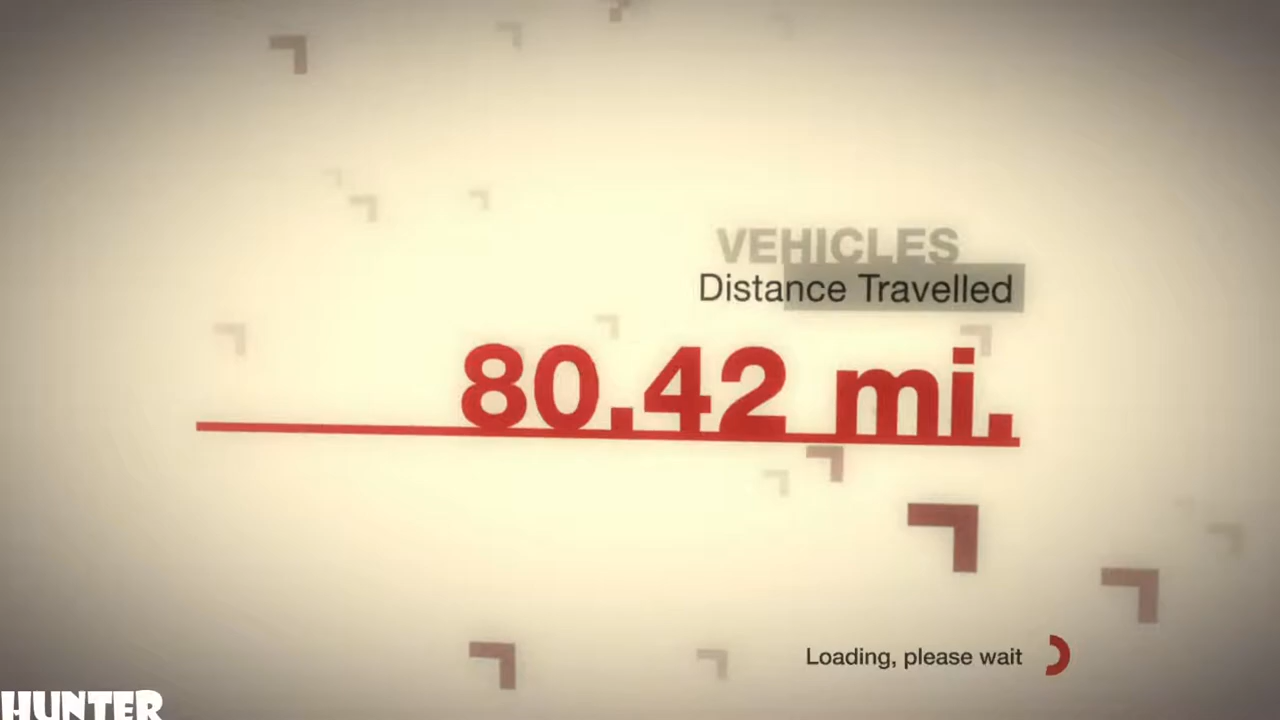 VEHICLES
Distance Travelled
80.42 mi.
Loading, please wait
HUNTER